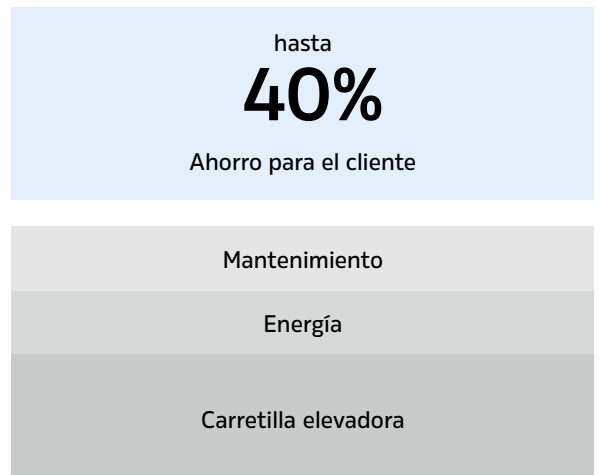 hasta
40%
Ahorro para el cliente
Mantenimiento
Energía
Carretilla elevadora